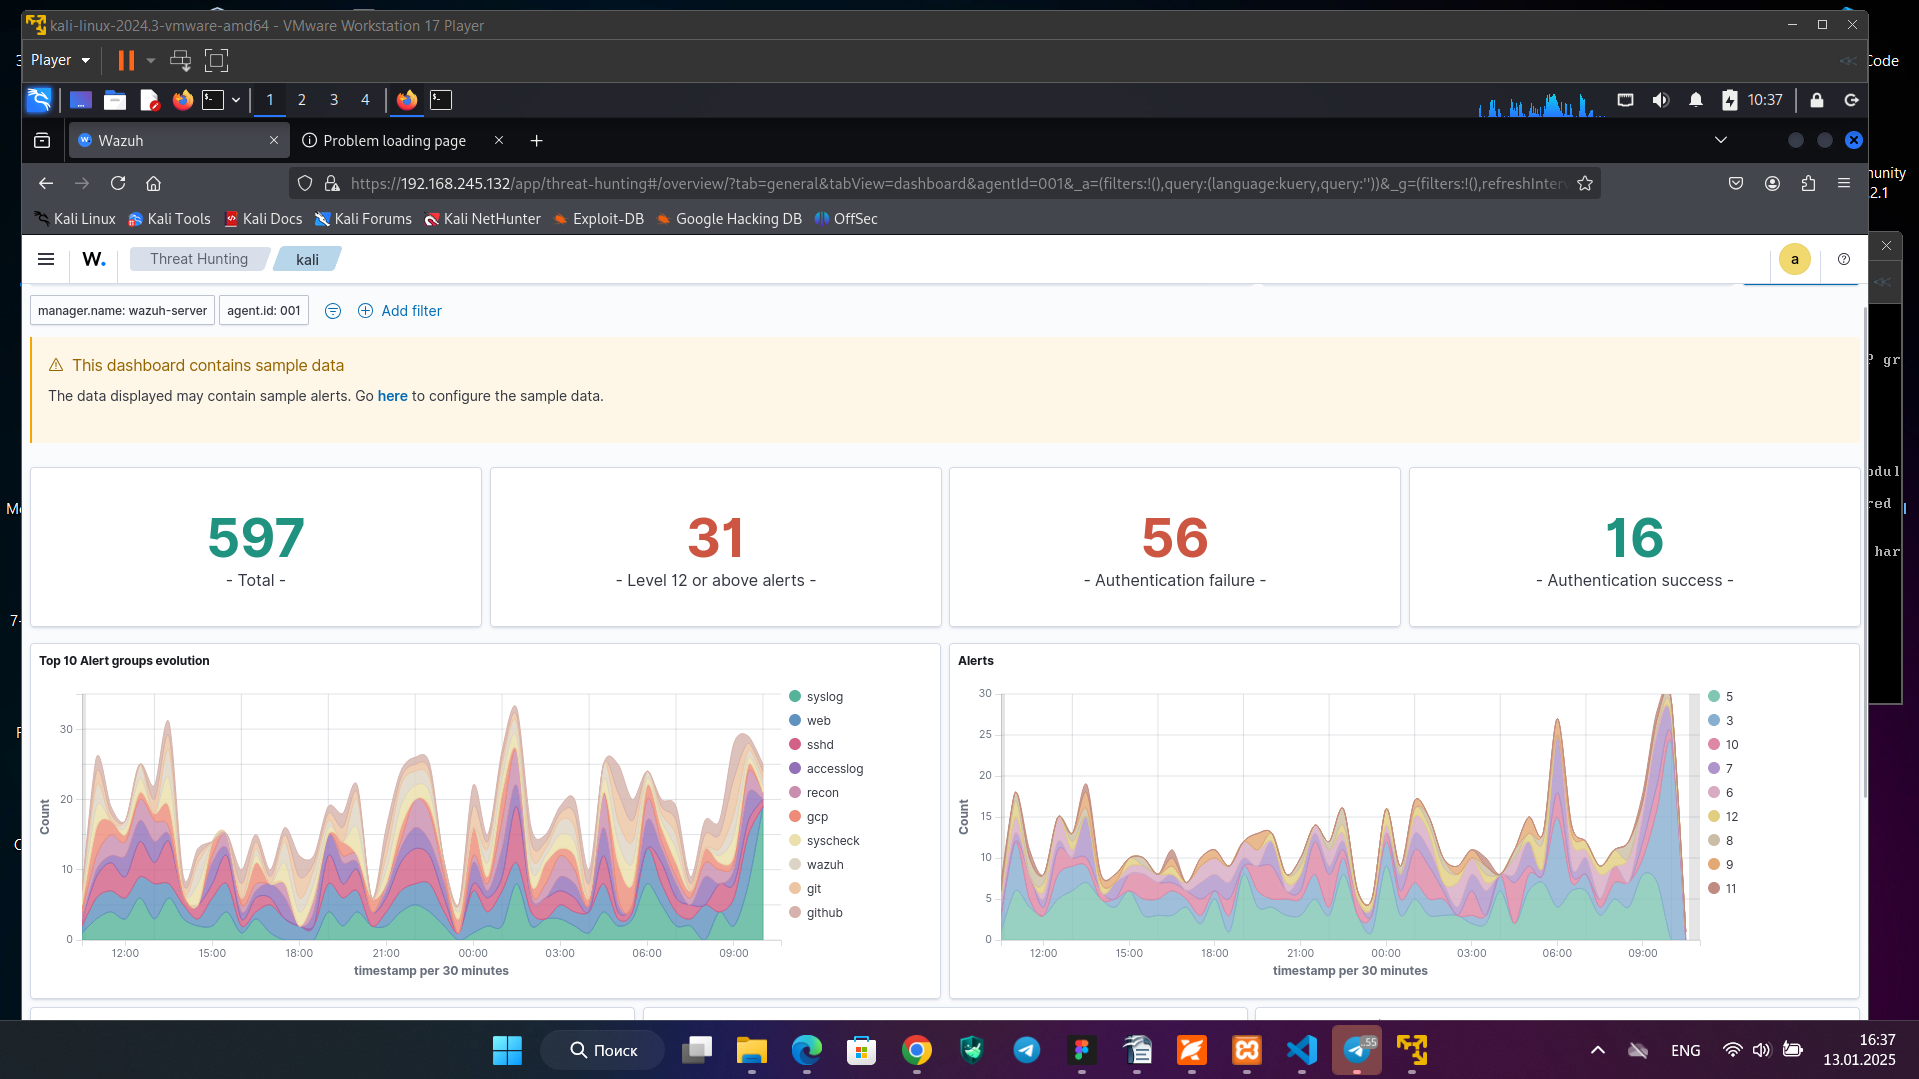 kali-linux-2024.3-vmware-amd64 - VMware Workstation 17 Player
Player
1 2 3 4
10:37
Code
Wazuh
Problem loading page
https://192.168.245.132/app/threat-hunting#/overview/?tab=general&tabView=dashboard&agentId=001&_a=(filters:!(),query:(language:kuery,query:''))&_g=(filters:!(),refreshInterv
Kali Linux
Kali Tools
Kali Docs
Kali Forums
Kali NetHunter
Exploit-DB
Google Hacking DB
OffSec
W.
Threat Hunting
kali
a
manager.name: wazuh-server
agent.id: 001
Add filter
This dashboard contains sample data
The data displayed may contain sample alerts. Go here to configure the sample data.
597
- Total -
31
- Level 12 or above alerts -
56
- Authentication failure -
16
- Authentication success -
Top 10 Alert groups evolution
Count
30
20
10
0
12:00 15:00 18:00 21:00 00:00 03:00 06:00 09:00
timestamp per 30 minutes
syslog
web
sshd
accesslog
recon
gcp
syscheck
wazuh
git
github
Alerts
Count
30
25
20
15
10
5
0
12:00 15:00 18:00 21:00 00:00 03:00 06:00 09:00
timestamp per 30 minutes
5
3
10
7
6
12
8
9
11
Поиск
.55
ENG
16:37
13.01.2025